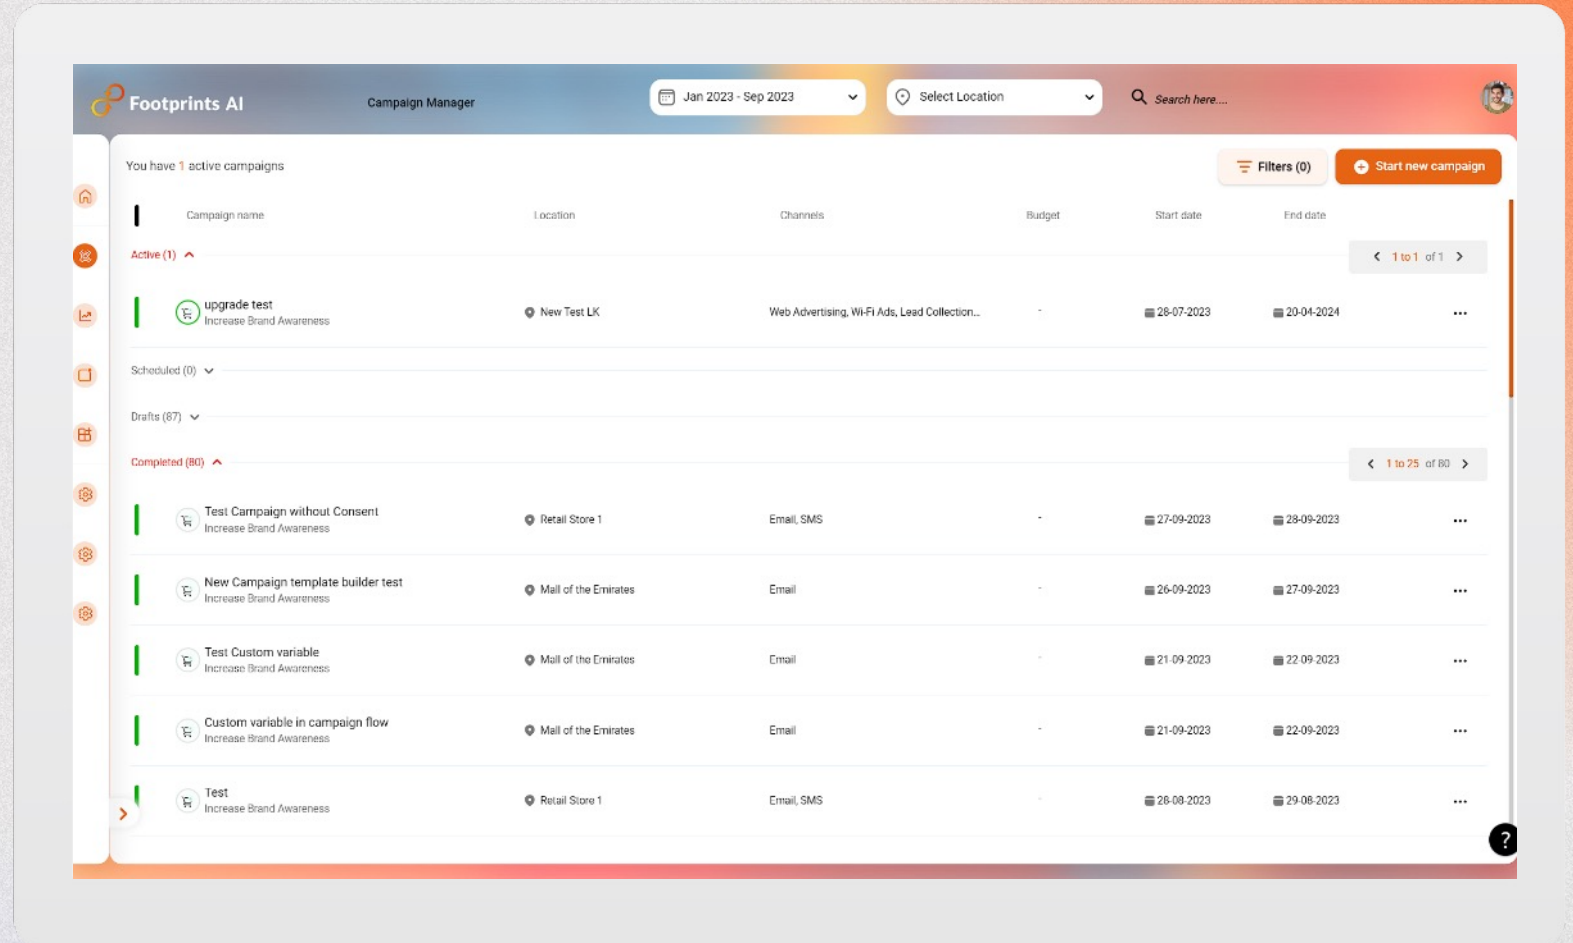 Footprints AI
Campaign Manager
Jan 2023 - Sep 2023
Select Location
Search here....
You have 1 active campaigns
Filters (0)
Start new campaign
Campaign name Location Channels Budget Start date End date
Active (1)
1 to 1 of 1
upgrade test
Increase Brand Awareness
New Test LK
Web Advertising, Wi-Fi Ads, Lead Collection...
-
28-07-2023
20-04-2024
Scheduled (0)
Drafts (87)
Completed (80)
1 to 25 of 80
Test Campaign without Consent
Increase Brand Awareness
Retail Store 1
Email, SMS
-
27-09-2023
28-09-2023
New Campaign template builder test
Increase Brand Awareness
Mall of the Emirates
Email
-
26-09-2023
27-09-2023
Test Custom variable
Increase Brand Awareness
Mall of the Emirates
Email
-
21-09-2023
22-09-2023
Custom variable in campaign flow
Increase Brand Awareness
Mall of the Emirates
Email
-
21-09-2023
22-09-2023
Test
Increase Brand Awareness
Retail Store 1
Email, SMS
-
28-08-2023
29-08-2023
?